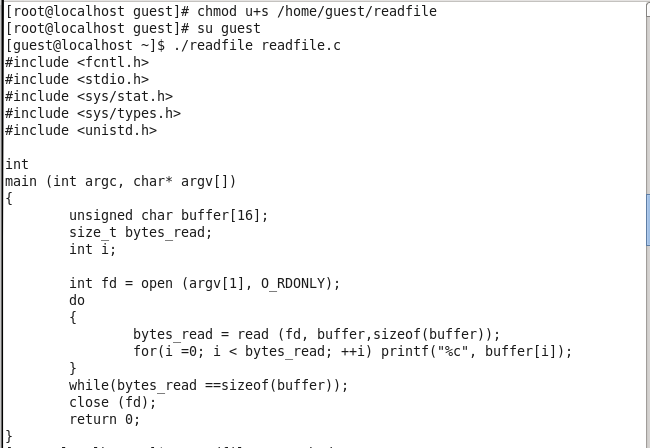 [root@localhost guest]# chmod u+s /home/guest/readfile
[root@localhost guest]# su guest
[guest@localhost ~]$ ./readfile readfile.c
#include <fcntl.h>
#include <stdio.h>
#include <sys/stat.h>
#include <sys/types.h>
#include <unistd.h>

int
main (int argc, char* argv[])
{
        unsigned char buffer[16];
        size_t bytes_read;
        int i;

        int fd = open (argv[1], O_RDONLY);
        do
        {
                bytes_read = read (fd, buffer,sizeof(buffer));
                for(i =0; i < bytes_read; ++i) printf("%c", buffer[i]);
        }
        while(bytes_read ==sizeof(buffer));
        close (fd);
        return 0;
}